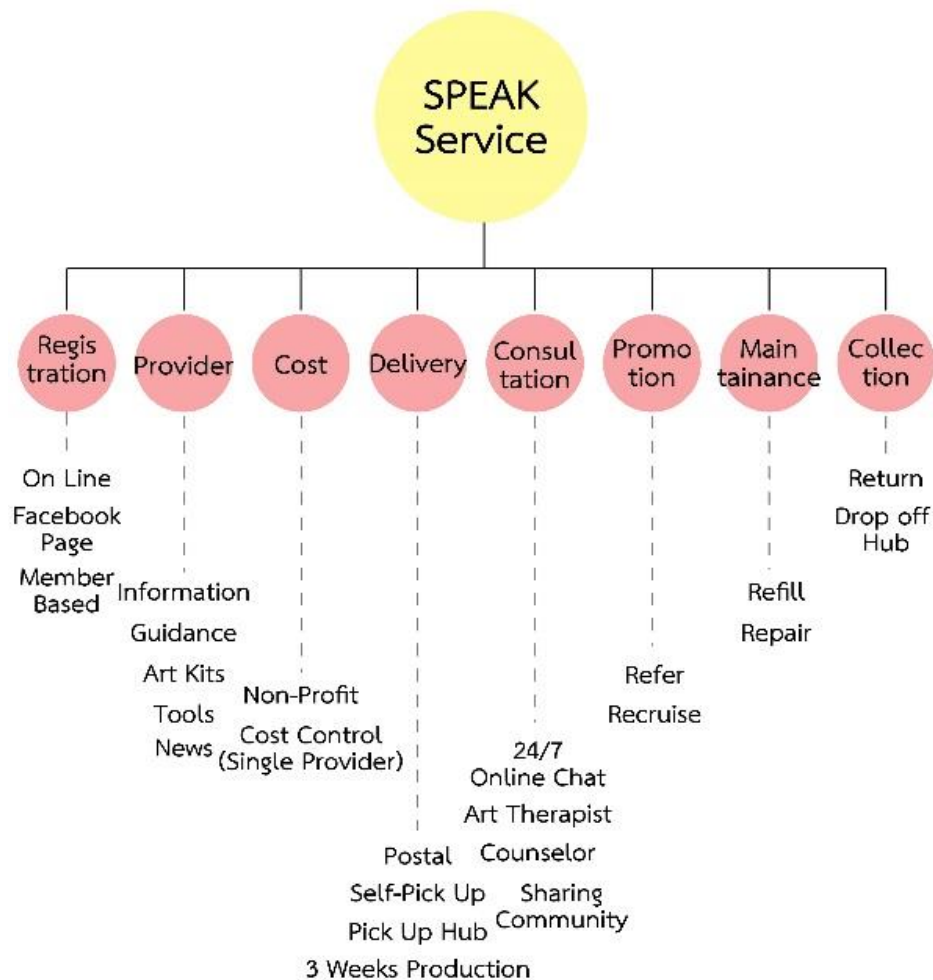 SPEAK
Service
Regis
tration
Provider
Cost
Delivery
Consul
tation
Promo
tion
Main
tainance
Collec
tion
On Line
Facebook
Page
Member
Based
Information
Guidance
Art Kits
Tools
News
Non-Profit
Cost Control
(Single Provider)
Postal
Self-Pick Up
Pick Up Hub
3 Weeks Production
24/7
Online Chat
Art Therapist
Counselor
Sharing
Community
Refer
Recruise
Refill
Repair
Return
Drop off
Hub